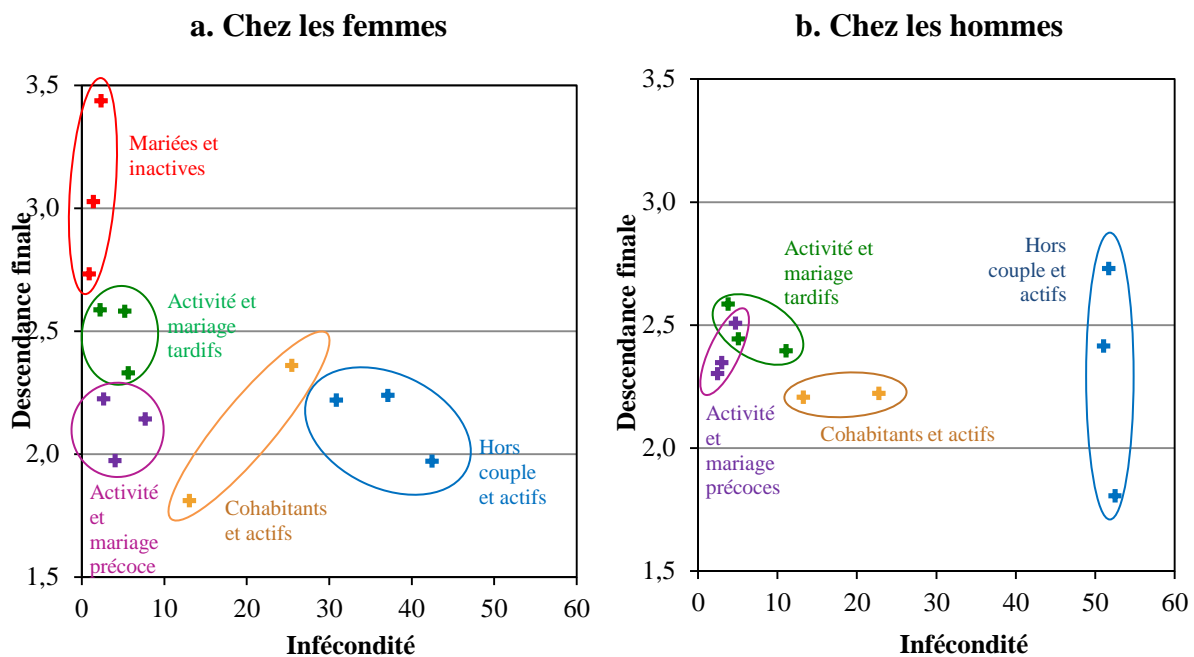 a. Chez les femmes
3,5
3,0
2,5
2,0
1,5
Descendance finale
0
10
20
30
40
50
60
Infécondité
Mariées et
inactives
Activité et
mariage
tardifs
Activité
et
mariage
précoce
Cohabitants
et actifs
Hors
couple
et actifs
b. Chez les hommes
3,5
3,0
2,5
2,0
1,5
Descendance finale
0
10
20
30
40
50
60
Infécondité
Activité et
mariage
tardifs
Hors
couple et
actifs
Activité
et
mariage
précoces
Cohabitants et actifs